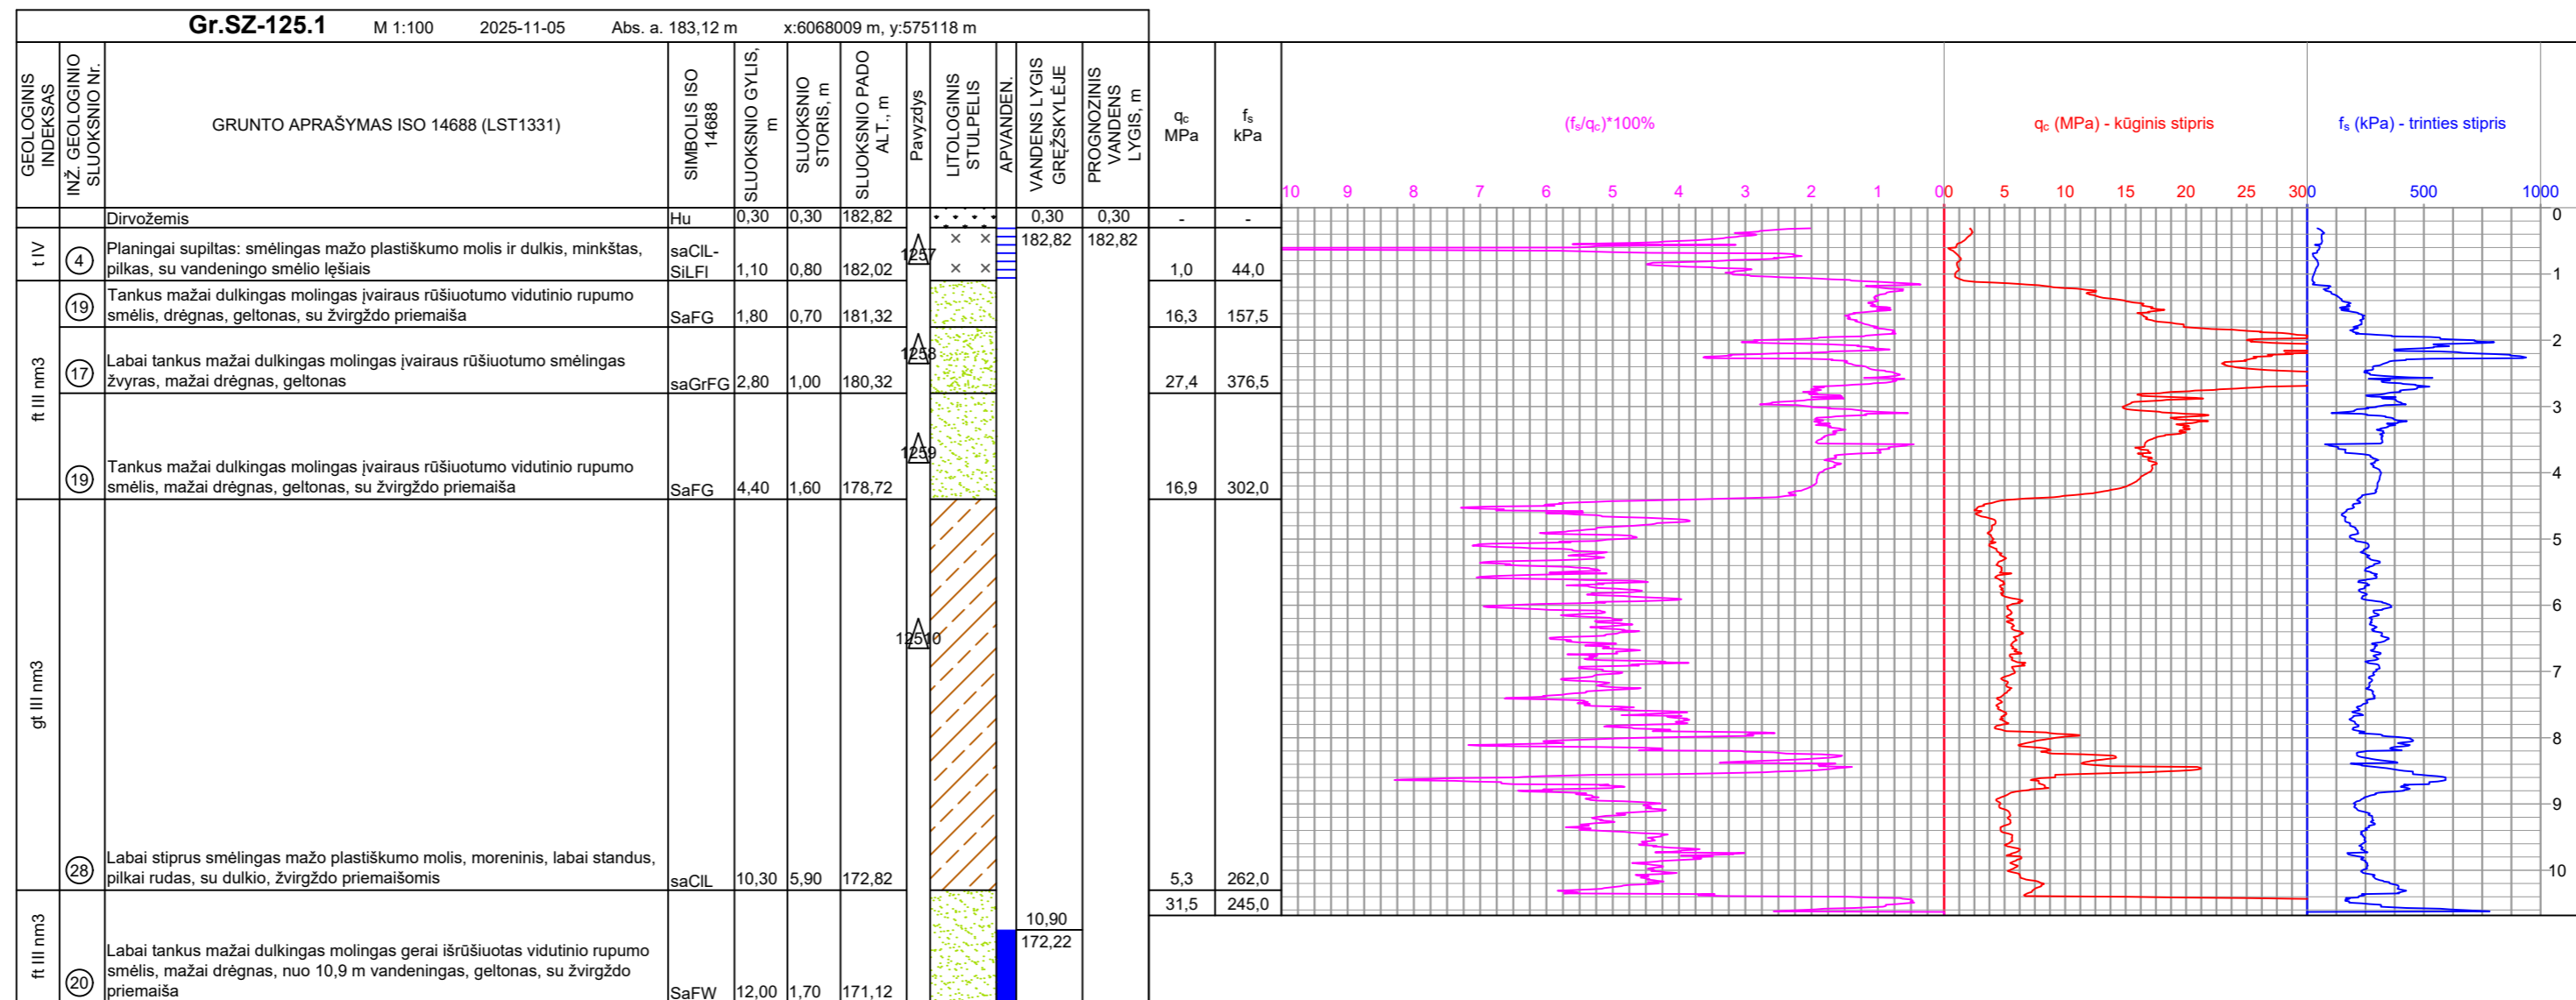 Gr.SZ-125.1 M 1:100 2025-11-05 Abs. a. 183,12 m x:6068009 m, y:575118 m
GEOLOGINIS INDEKSAS
INŽ. GEOLOGINIO SLUOKSNIO Nr.
GRUNTO APRAŠYMAS ISO 14688 (LST1331)
SIMBOLIS ISO 14688
SLUOKSNIO GYLIS, m
SLUOKSNIO STORIS, m
SLUOKSNIO PADO ALT., m
Pavyzdys
LITOLOGINIS STULPELIS
APVANDEN.
VANDENS LYGIS GRĘŽSKYLĖJE
PROGNOZINIS VANDENS LYGIS, m
qc MPa
fs kPa
(fs/qc)*100%
qc (MPa) - kūginis stipris
fs (kPa) - trinties stipris
10 9 8 7 6 5 4 3 2 1 0
0 5 10 15 20 25 30
0 500 1000
Dirvožemis Hu 0,30 0,30 182,82 0,30 0,30 - -
182,82 182,82
t IV
4
Planingai supiltas: smėlingas mažo plastiškumo molis ir dulkis, minkštas,
pilkas, su vandeningo smėlio lęšiais
saClL-
SiLFl 1,10 0,80 182,02 1257 1,0 44,0
ft III nm3
19
Tankus mažai dulkingas molingas įvairaus rūšiuotumo vidutinio rupumo
smėlis, drėgnas, geltonas, su žvirgždo priemaiša SaFG 1,80 0,70 181,32 16,3 157,5
17
Labai tankus mažai dulkingas molingas įvairaus rūšiuotumo smėlingas
žvyras, mažai drėgnas, geltonas saGrFG 2,80 1,00 180,32 1258 27,4 376,5
19
Tankus mažai dulkingas molingas įvairaus rūšiuotumo vidutinio rupumo
smėlis, mažai drėgnas, geltonas, su žvirgždo priemaiša SaFG 4,40 1,60 178,72 1259 16,9 302,0
gt III nm3
12510
28
Labai stiprus smėlingas mažo plastiškumo molis, moreninis, labai standus,
pilkai rudas, su dulkio, žvirgždo priemaišomis saClL 10,30 5,90 172,82 5,3 262,0
31,5 245,0
10,90
172,22
ft III nm3
20
Labai tankus mažai dulkingas molingas gerai išrūšiuotas vidutinio rupumo
smėlis, mažai drėgnas, nuo 10,9 m vandeningas, geltonas, su žvirgždo
priemaiša SaFW 12,00 1,70 171,12
0
1
2
3
4
5
6
7
8
9
10